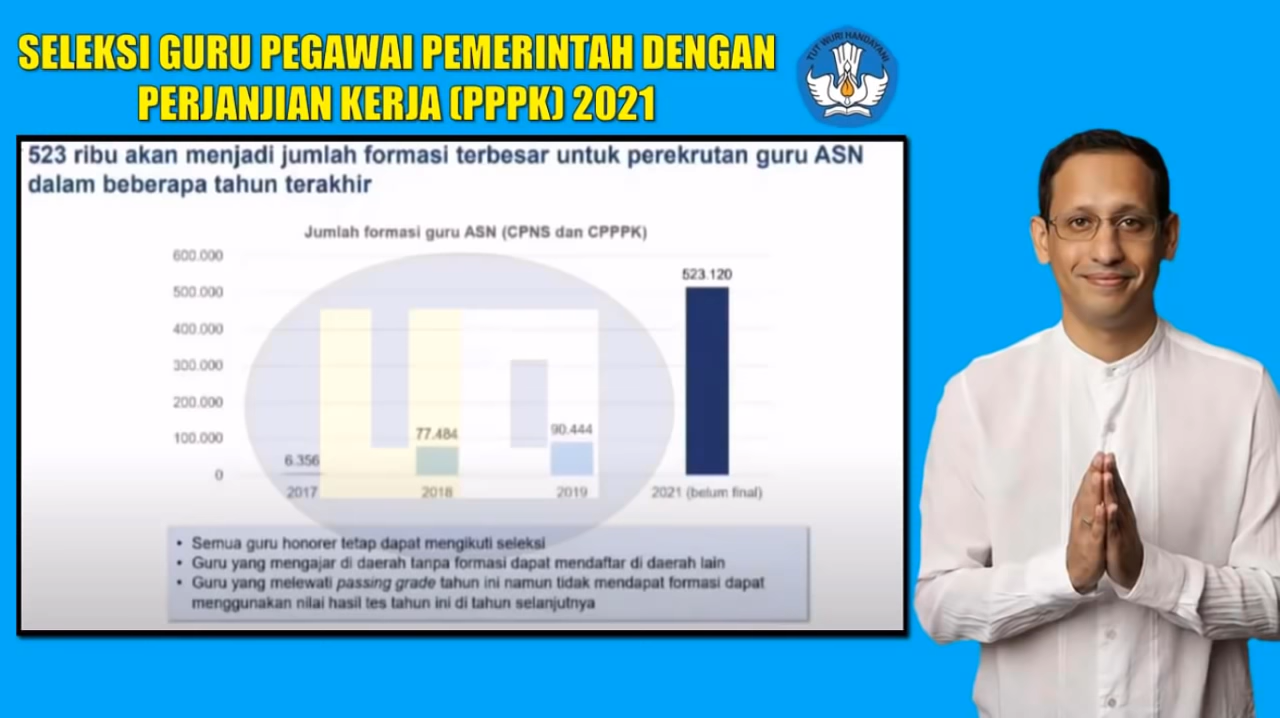 SELEKSI GURU PEGAWAI PEMERINTAH DENGAN
PERJANJIAN KERJA (PPPK) 2021
TUT WURI HANDAYANI
523 ribu akan menjadi jumlah formasi terbesar untuk perekrutan guru ASN
dalam beberapa tahun terakhir
Jumlah formasi guru ASN (CPNS dan CPPPK)
600.000
500.000
400.000
300.000
200.000
100.000
0
6.356
77.484
90.444
523.120
2017
2018
2019
2021 (belum final)
• Semua guru honorer tetap dapat mengikuti seleksi
• Guru yang mengajar di daerah tanpa formasi dapat mendaftar di daerah lain
• Guru yang melewati passing grade tahun ini namun tidak mendapat formasi dapat
menggunakan nilai hasil tes tahun ini di tahun selanjutnya